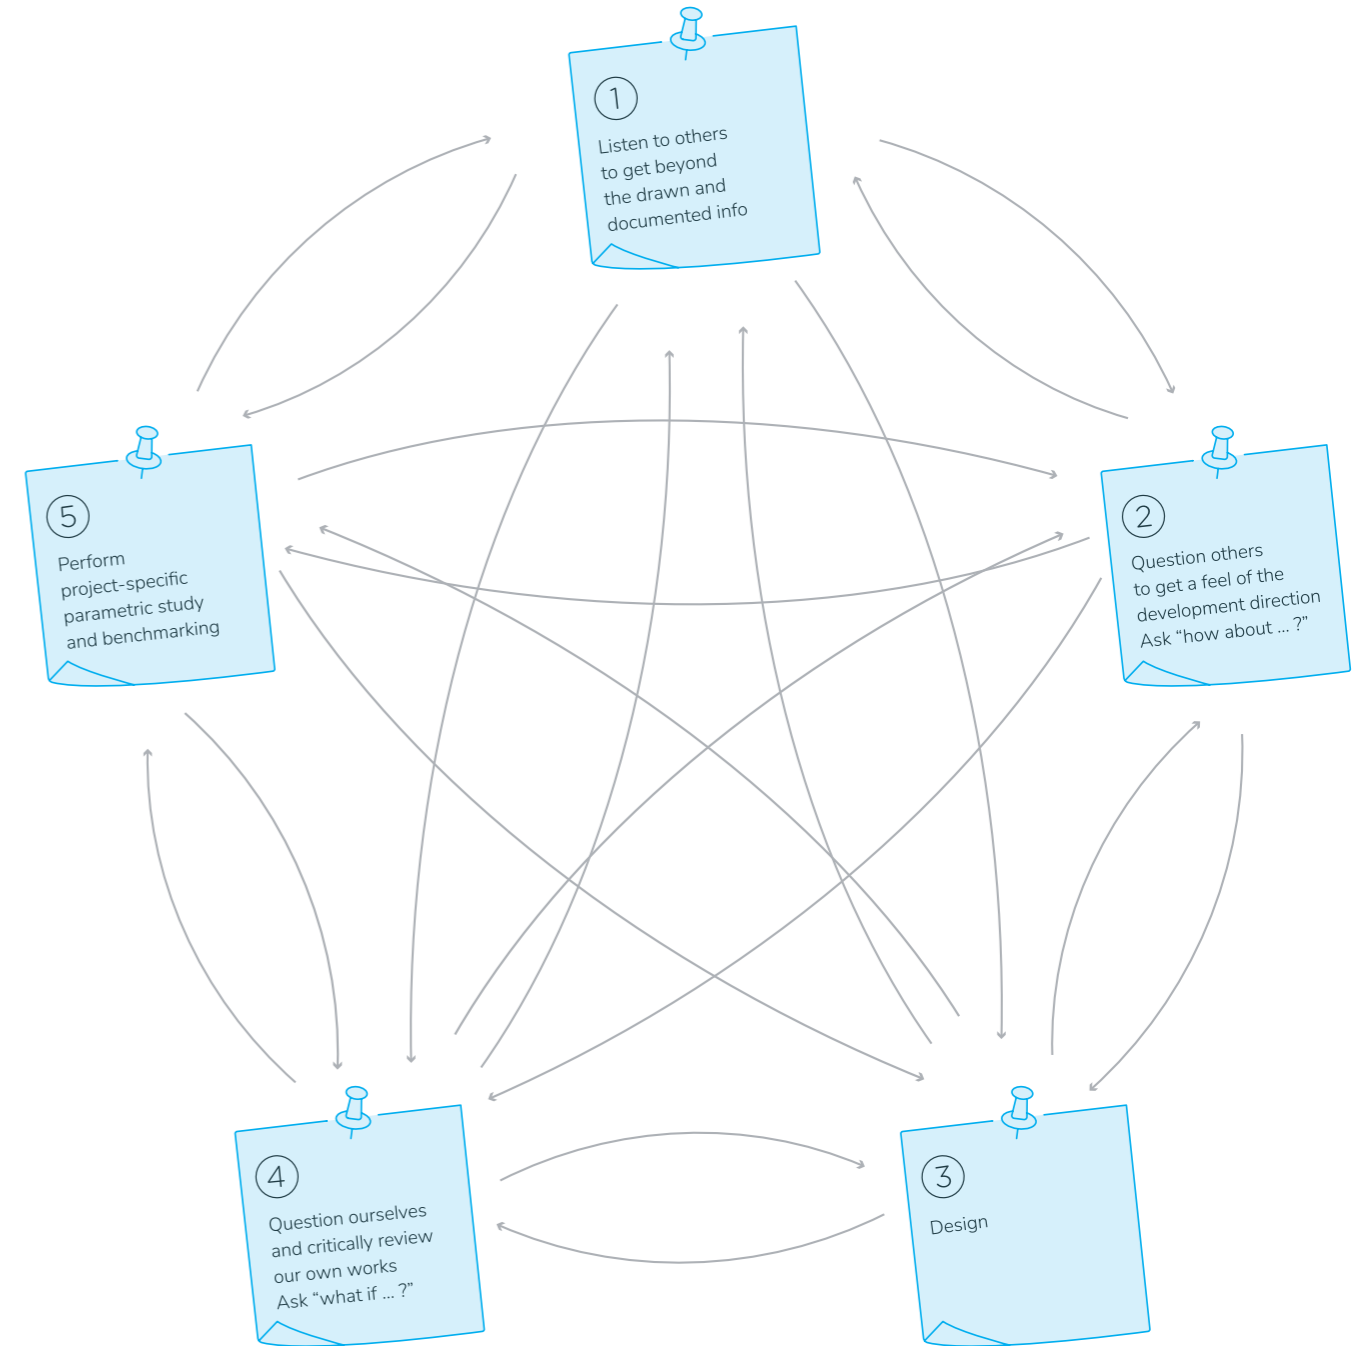 1
Listen to others
to get beyond
the drawn and
documented info
2
Question others
to get a feel of the
development direction
Ask “how about ... ?”
3
Design
4
Question ourselves
and critically review
our own works
Ask “what if ... ?”
5
Perform
project-specific
parametric study
and benchmarking